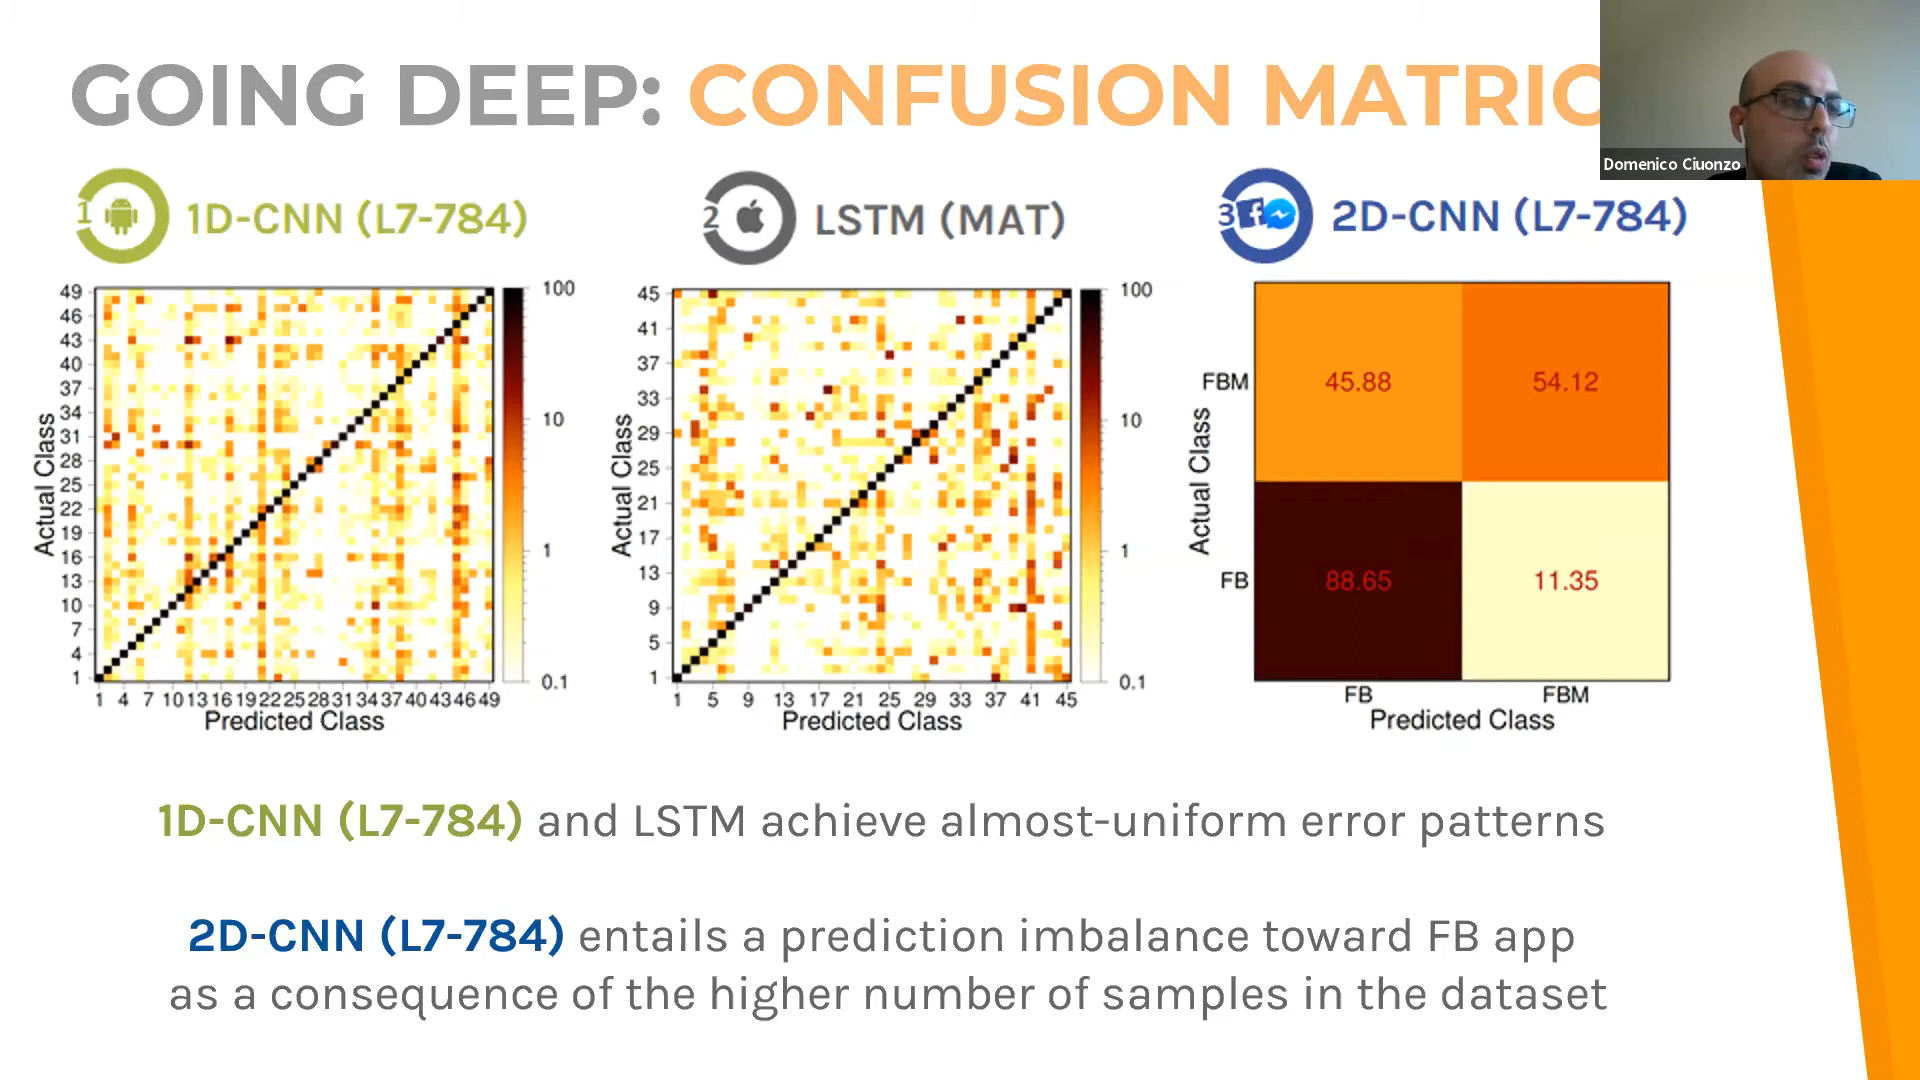 GOING DEEP: CONFUSION MATRIC
Domenico Ciuonzo
1 1D-CNN (L7-784)
2 LSTM (MAT)
3 2D-CNN (L7-784)
Actual Class
49
46
43
40
37
34
31
28
25
22
19
16
13
10
7
4
1
1 4 7 10 13 16 19 22 25 28 31 34 37 40 43 46 49
Predicted Class
100
10
1
0.1
Actual Class
45
41
37
33
29
25
21
17
13
9
5
1
1 5 9 13 17 21 25 29 33 37 41 45
Predicted Class
100
10
1
0.1
Actual Class
FBM 45.88 54.12
FB 88.65 11.35
FB FBM
Predicted Class
1D-CNN (L7-784) and LSTM achieve almost-uniform error patterns
2D-CNN (L7-784) entails a prediction imbalance toward FB app
as a consequence of the higher number of samples in the dataset